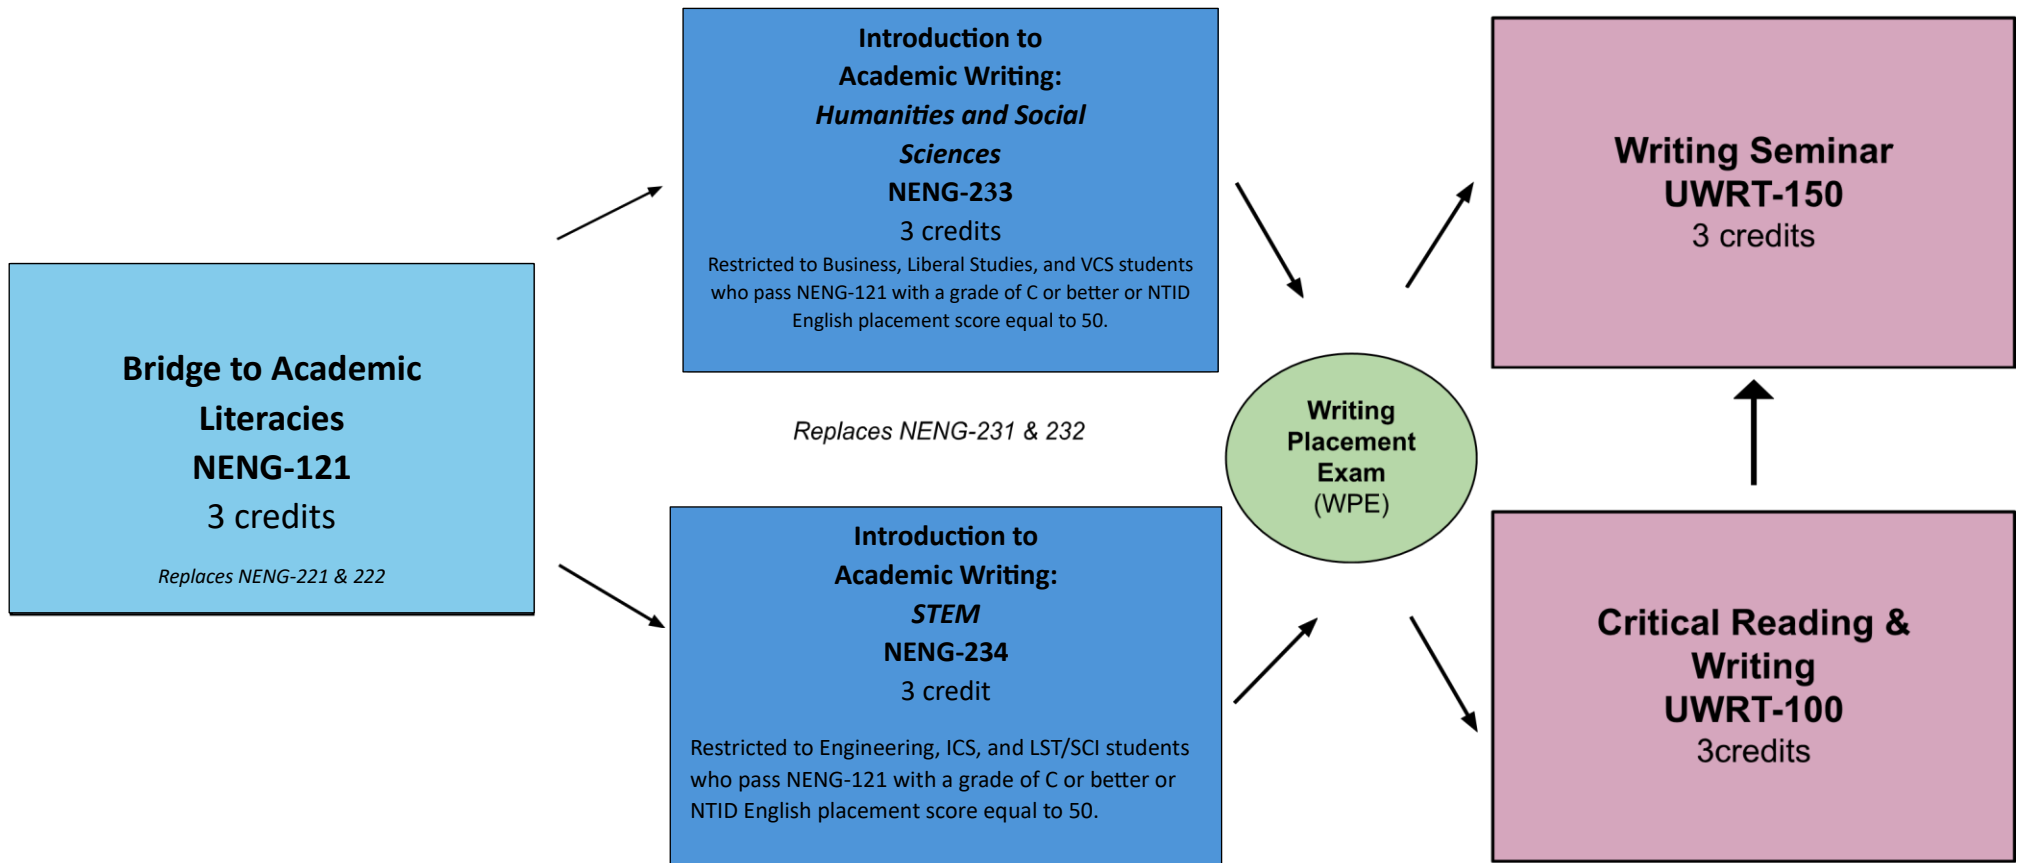 Bridge to Academic
Literacies
NENG-121
3 credits
Replaces NENG-221 & 222
Introduction to
Academic Writing:
Humanities and Social
Sciences
NENG-233
3 credits
Restricted to Business, Liberal Studies, and VCS students
who pass NENG-121 with a grade of C or better or NTID
English placement score equal to 50.
Replaces NENG-231 & 232
Introduction to
Academic Writing:
STEM
NENG-234
3 credit
Restricted to Engineering, ICS, and LST/SCI students
who pass NENG-121 with a grade of C or better or
NTID English placement score equal to 50.
Writing
Placement
Exam
(WPE)
Writing Seminar
UWRT-150
3 credits
Critical Reading &
Writing
UWRT-100
3credits